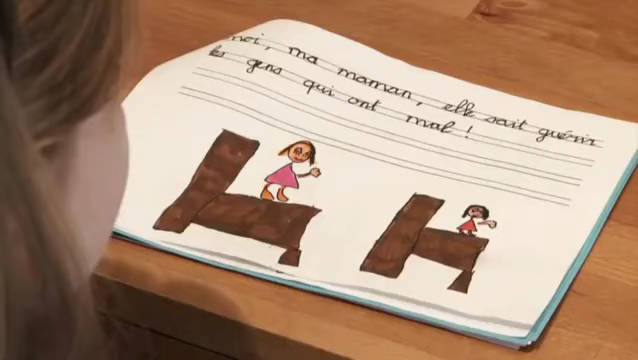 moi, ma maman, elle sait guérir
les gens qui ont mal !